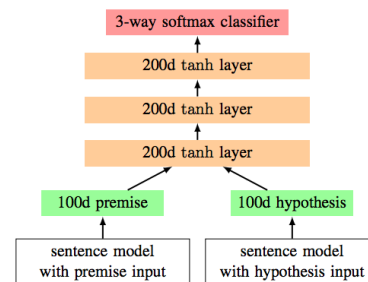 3-way softmax classifier
200d tanh layer
200d tanh layer
200d tanh layer
100d premise
100d hypothesis
sentence model
with premise input
sentence model
with hypothesis input